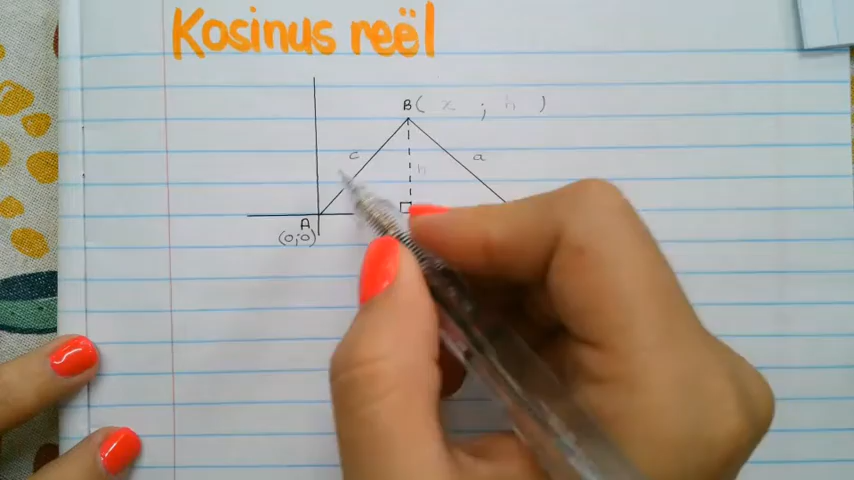 Kosinus reël
B( x ; h )
c
a
h
A
(0;0)